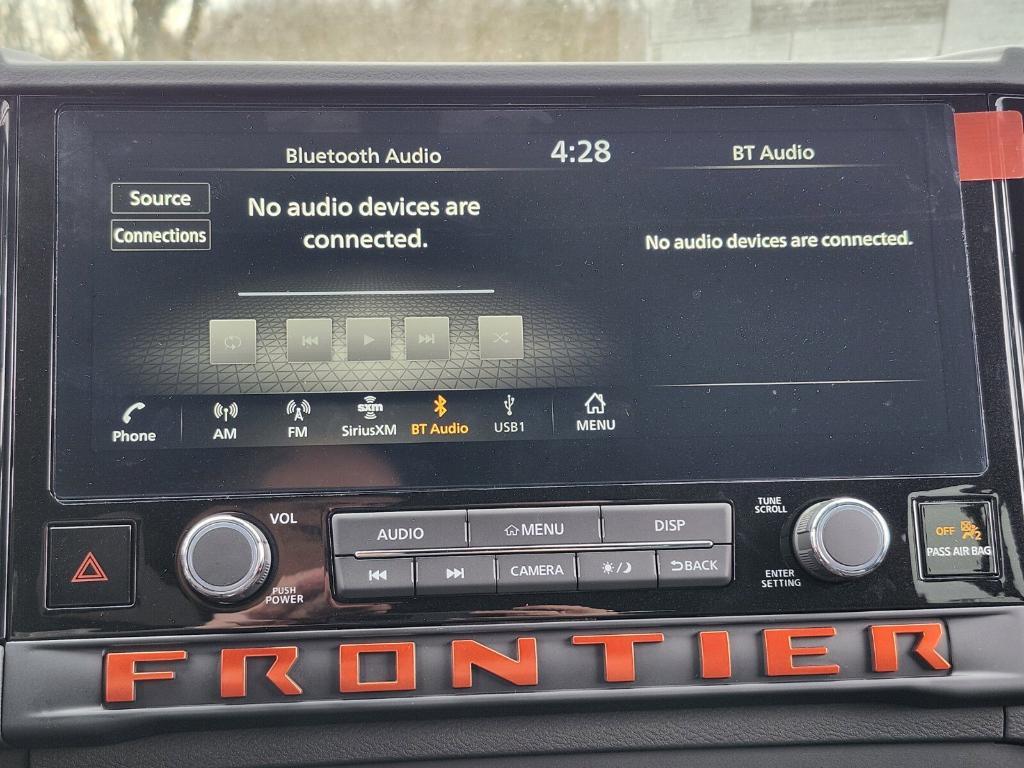 Bluetooth Audio
4:28
BT Audio
Source
Connections
No audio devices are
connected.
No audio devices are connected.
Phone
AM
FM
sxm
SiriusXM
BT Audio
USB1
MENU
VOL
PUSH
POWER
AUDIO
MENU
DISP
CAMERA
BACK
TUNE
SCROLL
ENTER
SETTING
OFF
2
PASS AIR BAG
FRONTIER